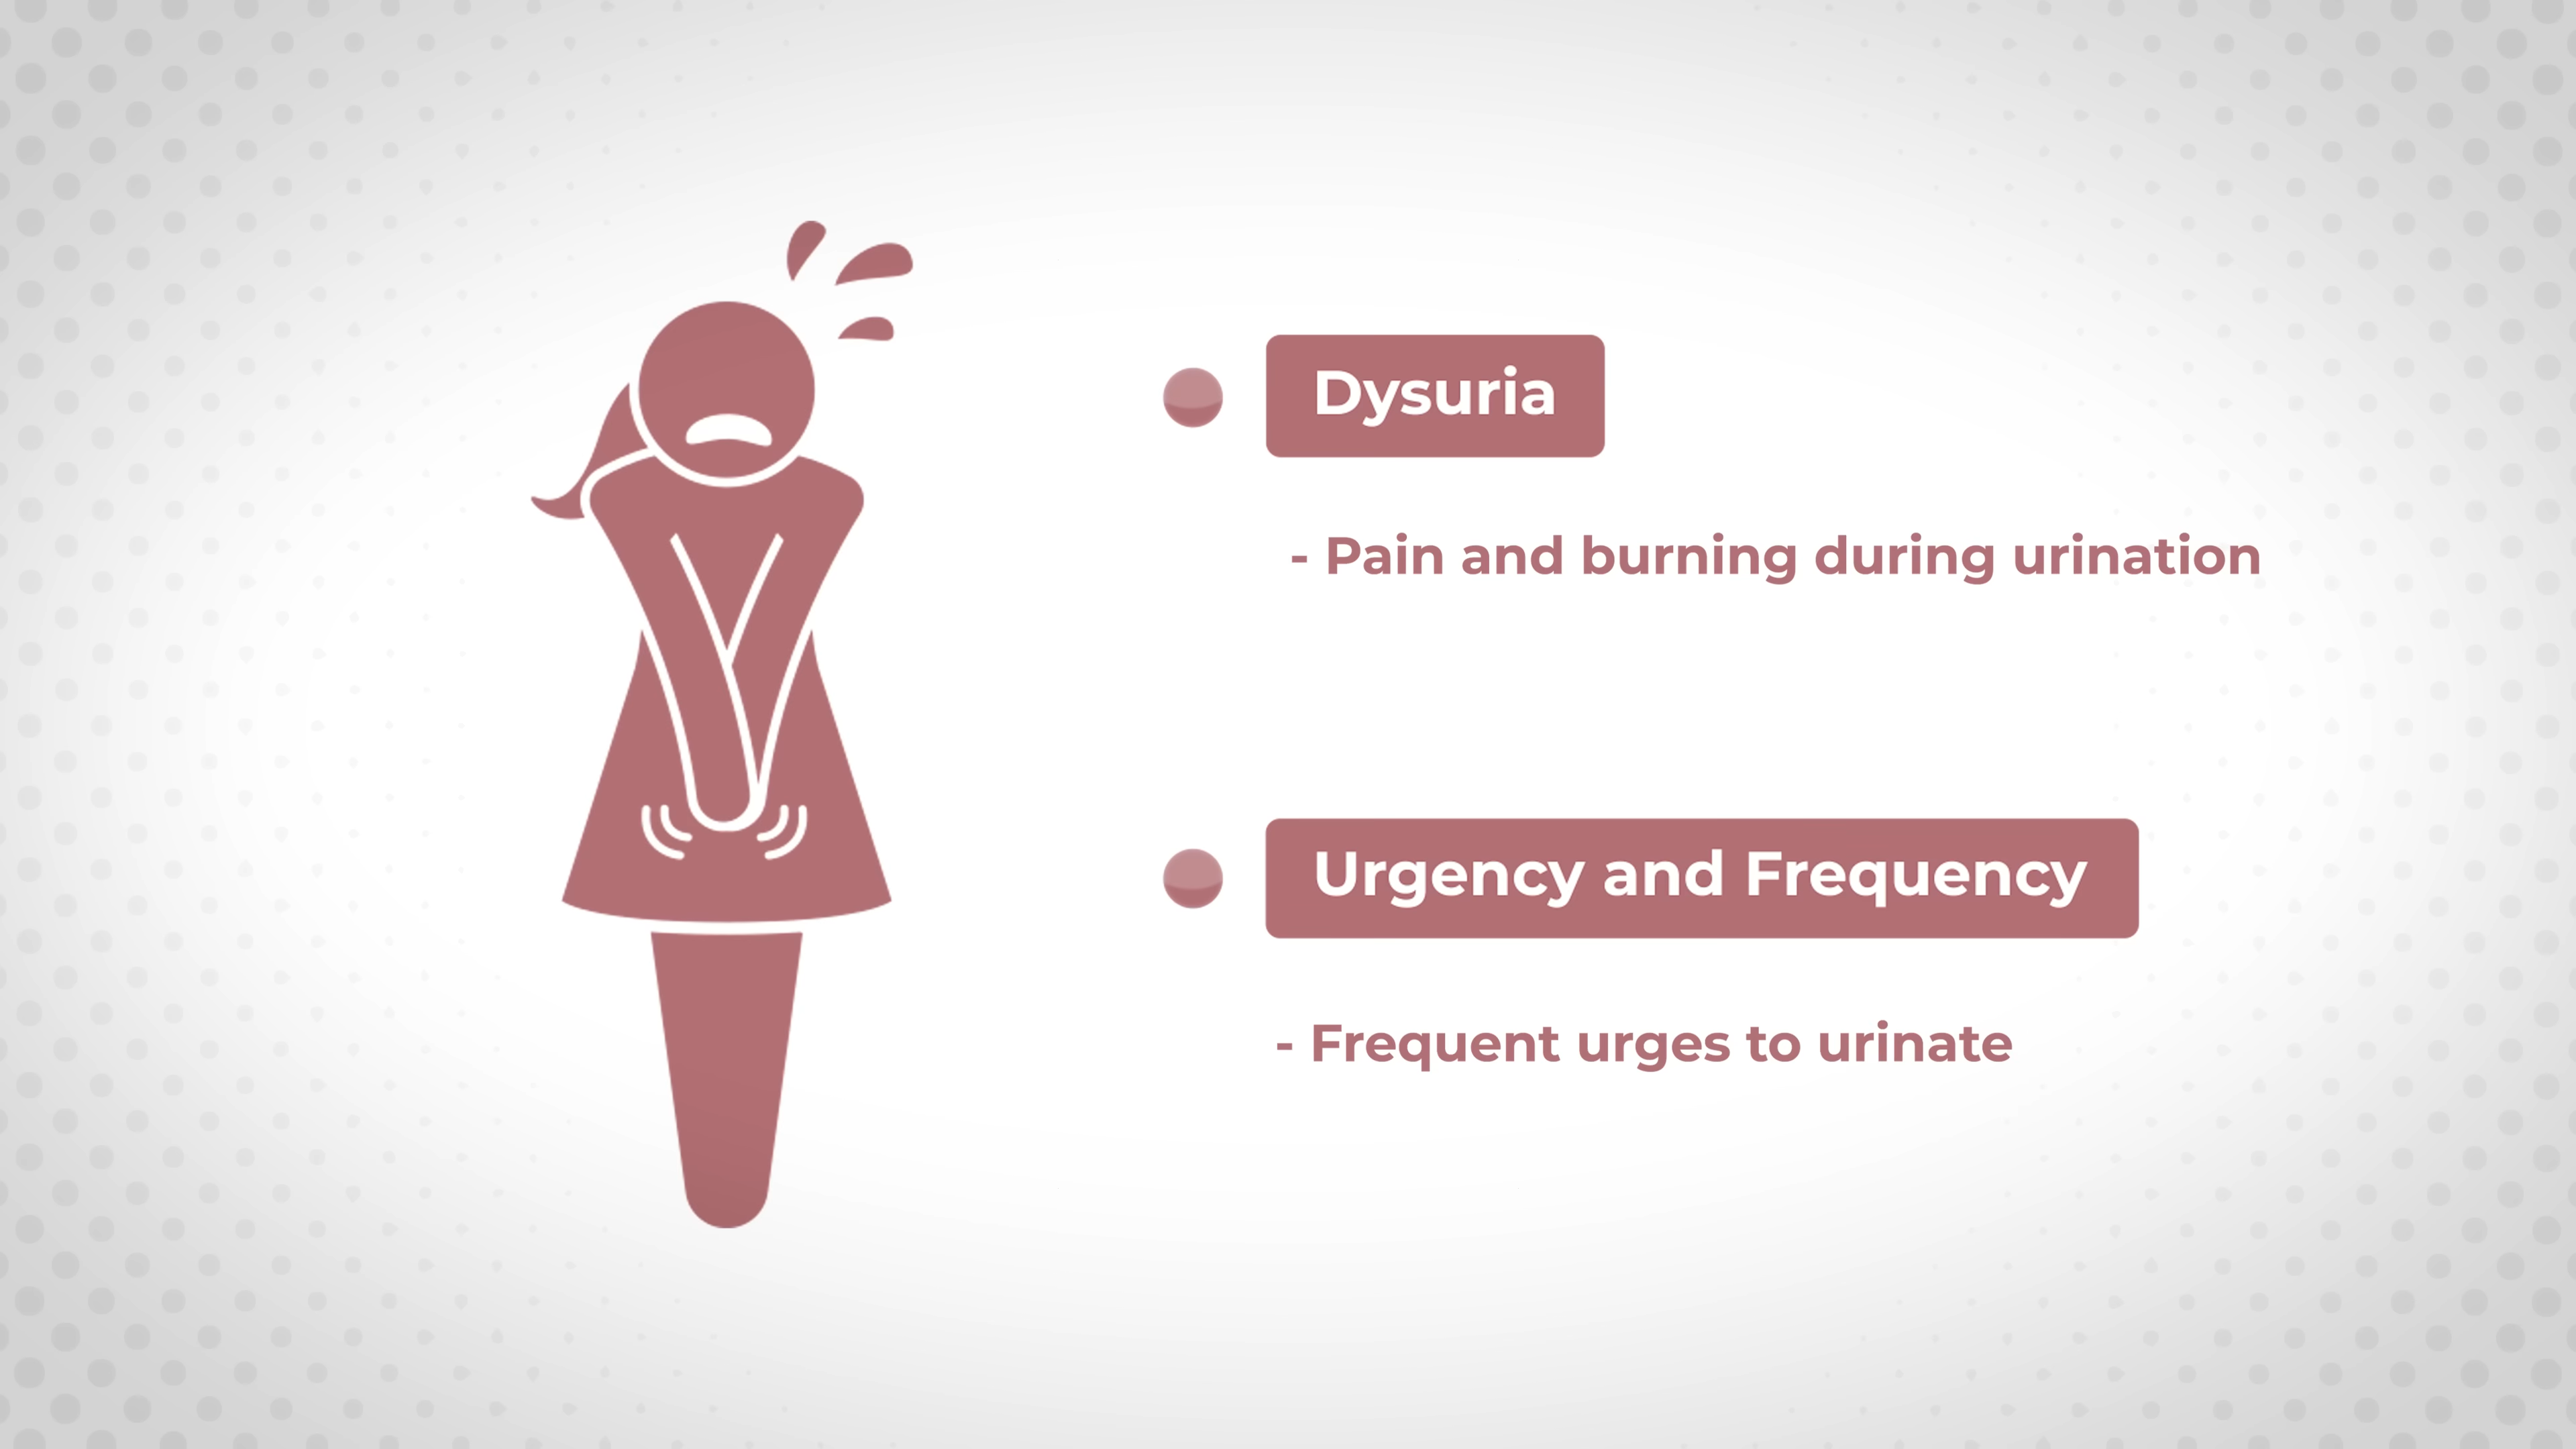 Dysuria
- Pain and burning during urination
Urgency and Frequency
- Frequent urges to urinate